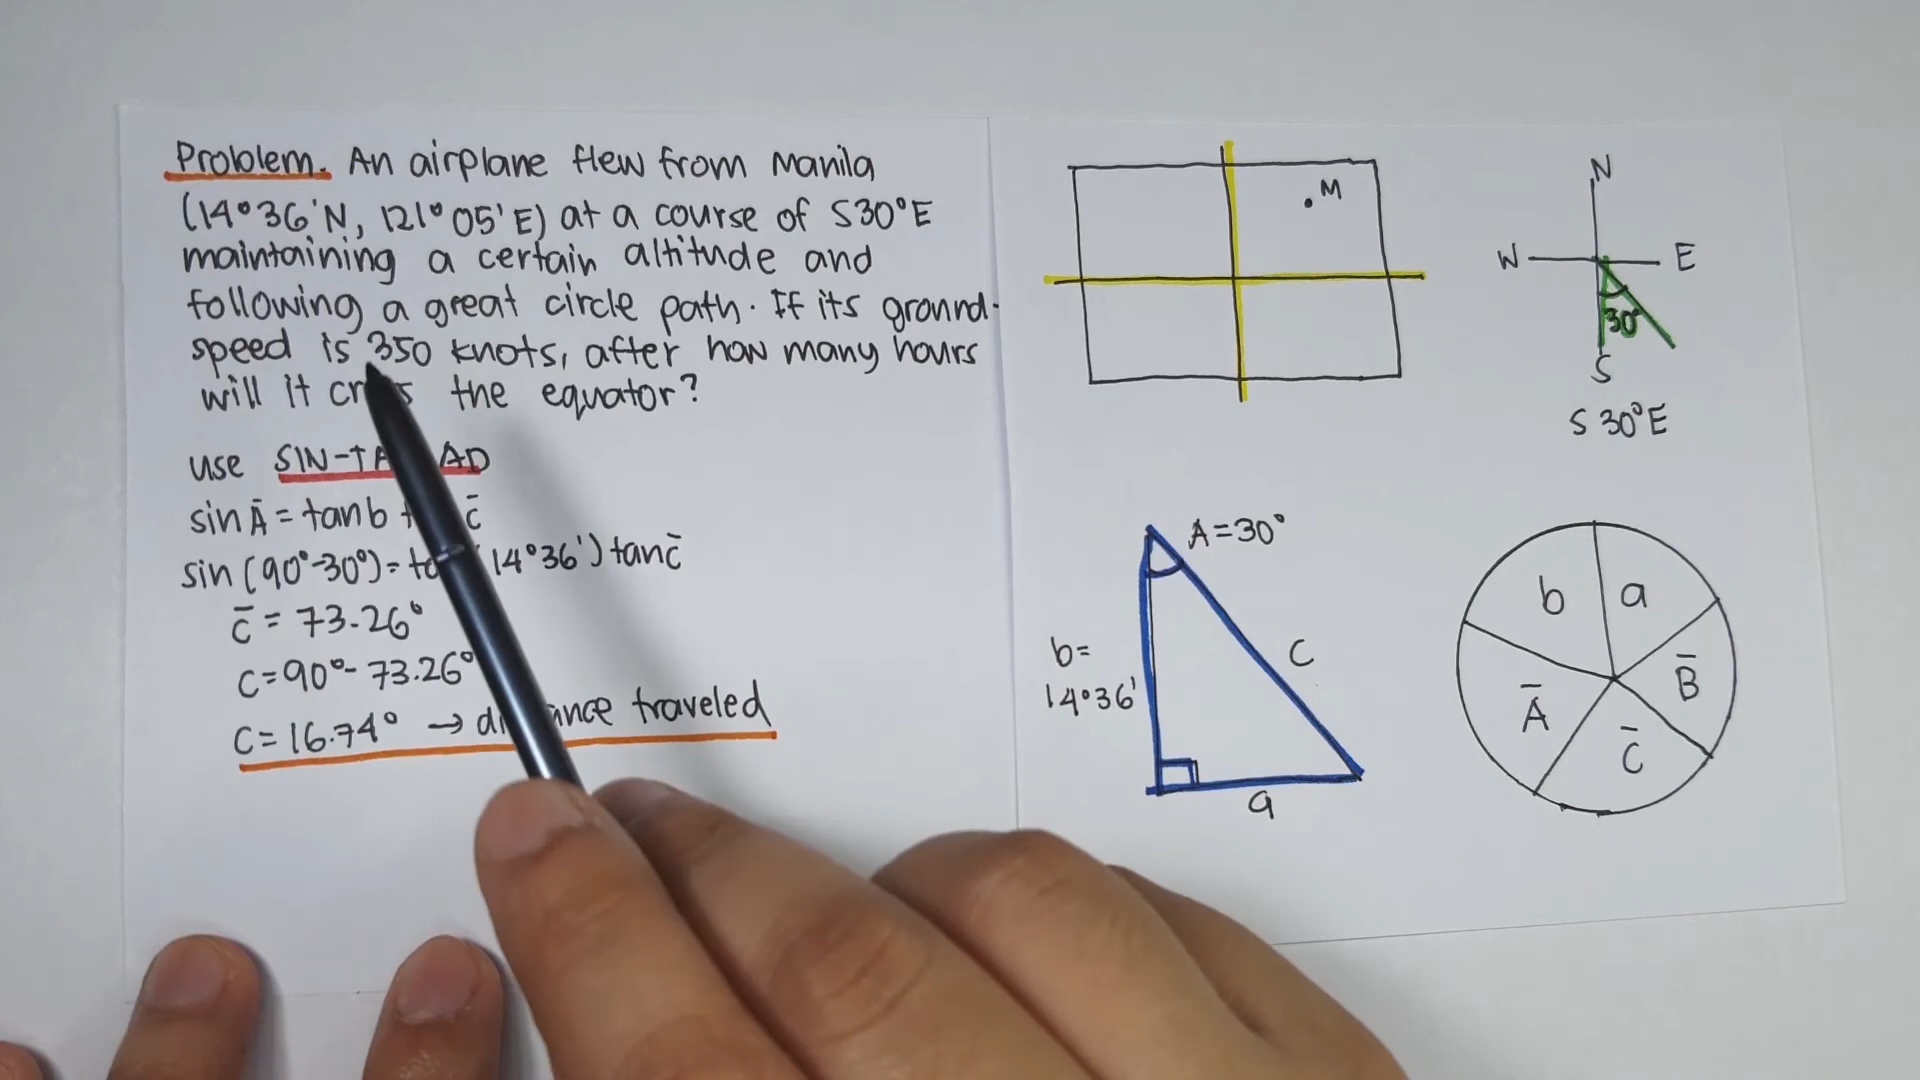 Problem. An airplane flew from Manila
(14°36'N, 121°05'E) at a course of S30°E
maintaining a certain altitude and
following a great circle path. If its ground-
speed is 350 knots, after how many hours
will it the equator?
use SIN-TA AD
sin Ā = tan b c̄
sin (90°-30°) = (14°36') tan c̄
c̄ = 73.26°
c = 90° - 73.26°
c = 16.74° → traveled
M
N
W E
30°
S
S 30°E
A = 30°
b =
14°36'
c
a
b a
Ā B̄
c̄